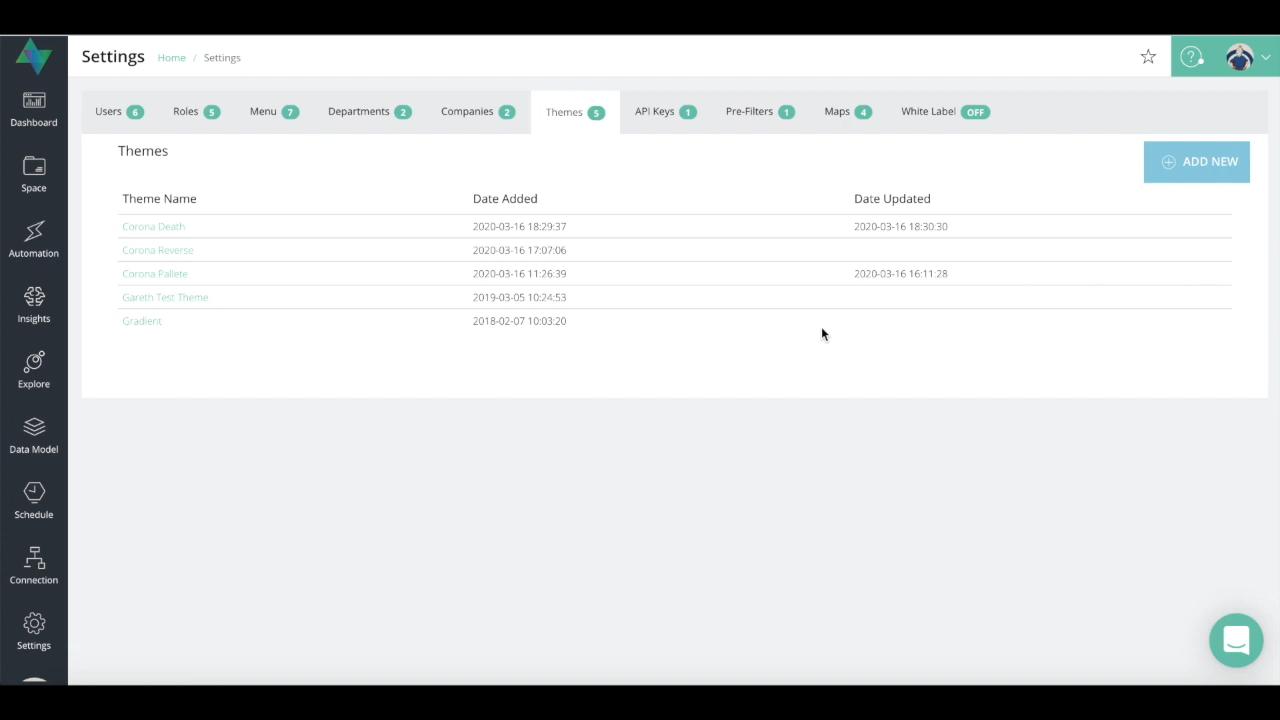 Settings Home / Settings
Users 6 Roles 5 Menu 7 Departments 2 Companies 2 Themes 5 API Keys 1 Pre-Filters 1 Maps 4 White Label OFF
Themes
ADD NEW
Theme Name Date Added Date Updated
Corona Death 2020-03-16 18:29:37 2020-03-16 18:30:30
Corona Reverse 2020-03-16 17:07:06
Corona Pallete 2020-03-16 11:26:39 2020-03-16 16:11:28
Gareth Test Theme 2019-03-05 10:24:53
Gradient 2018-02-07 10:03:20
Dashboard
Space
Automation
Insights
Explore
Data Model
Schedule
Connection
Settings